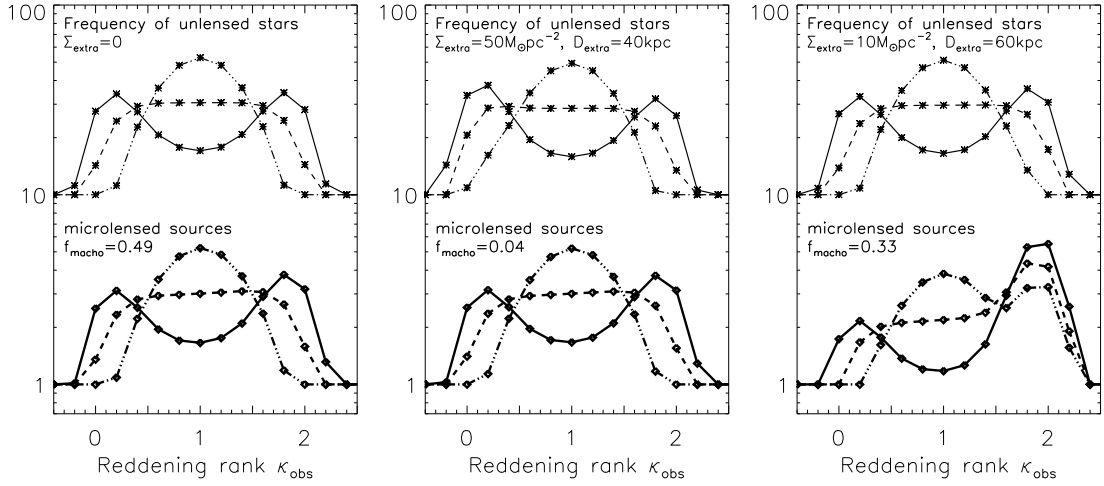 100
Frequency of unlensed stars
Σextra=0
10
microlensed sources
fmacho=0.49
1
0 1 2
Reddening rank κobs
100
Frequency of unlensed stars
Σextra=50M⊙pc⁻², Dextra=40kpc
10
microlensed sources
fmacho=0.04
1
0 1 2
Reddening rank κobs
100
Frequency of unlensed stars
Σextra=10M⊙pc⁻², Dextra=60kpc
10
microlensed sources
fmacho=0.33
1
0 1 2
Reddening rank κobs